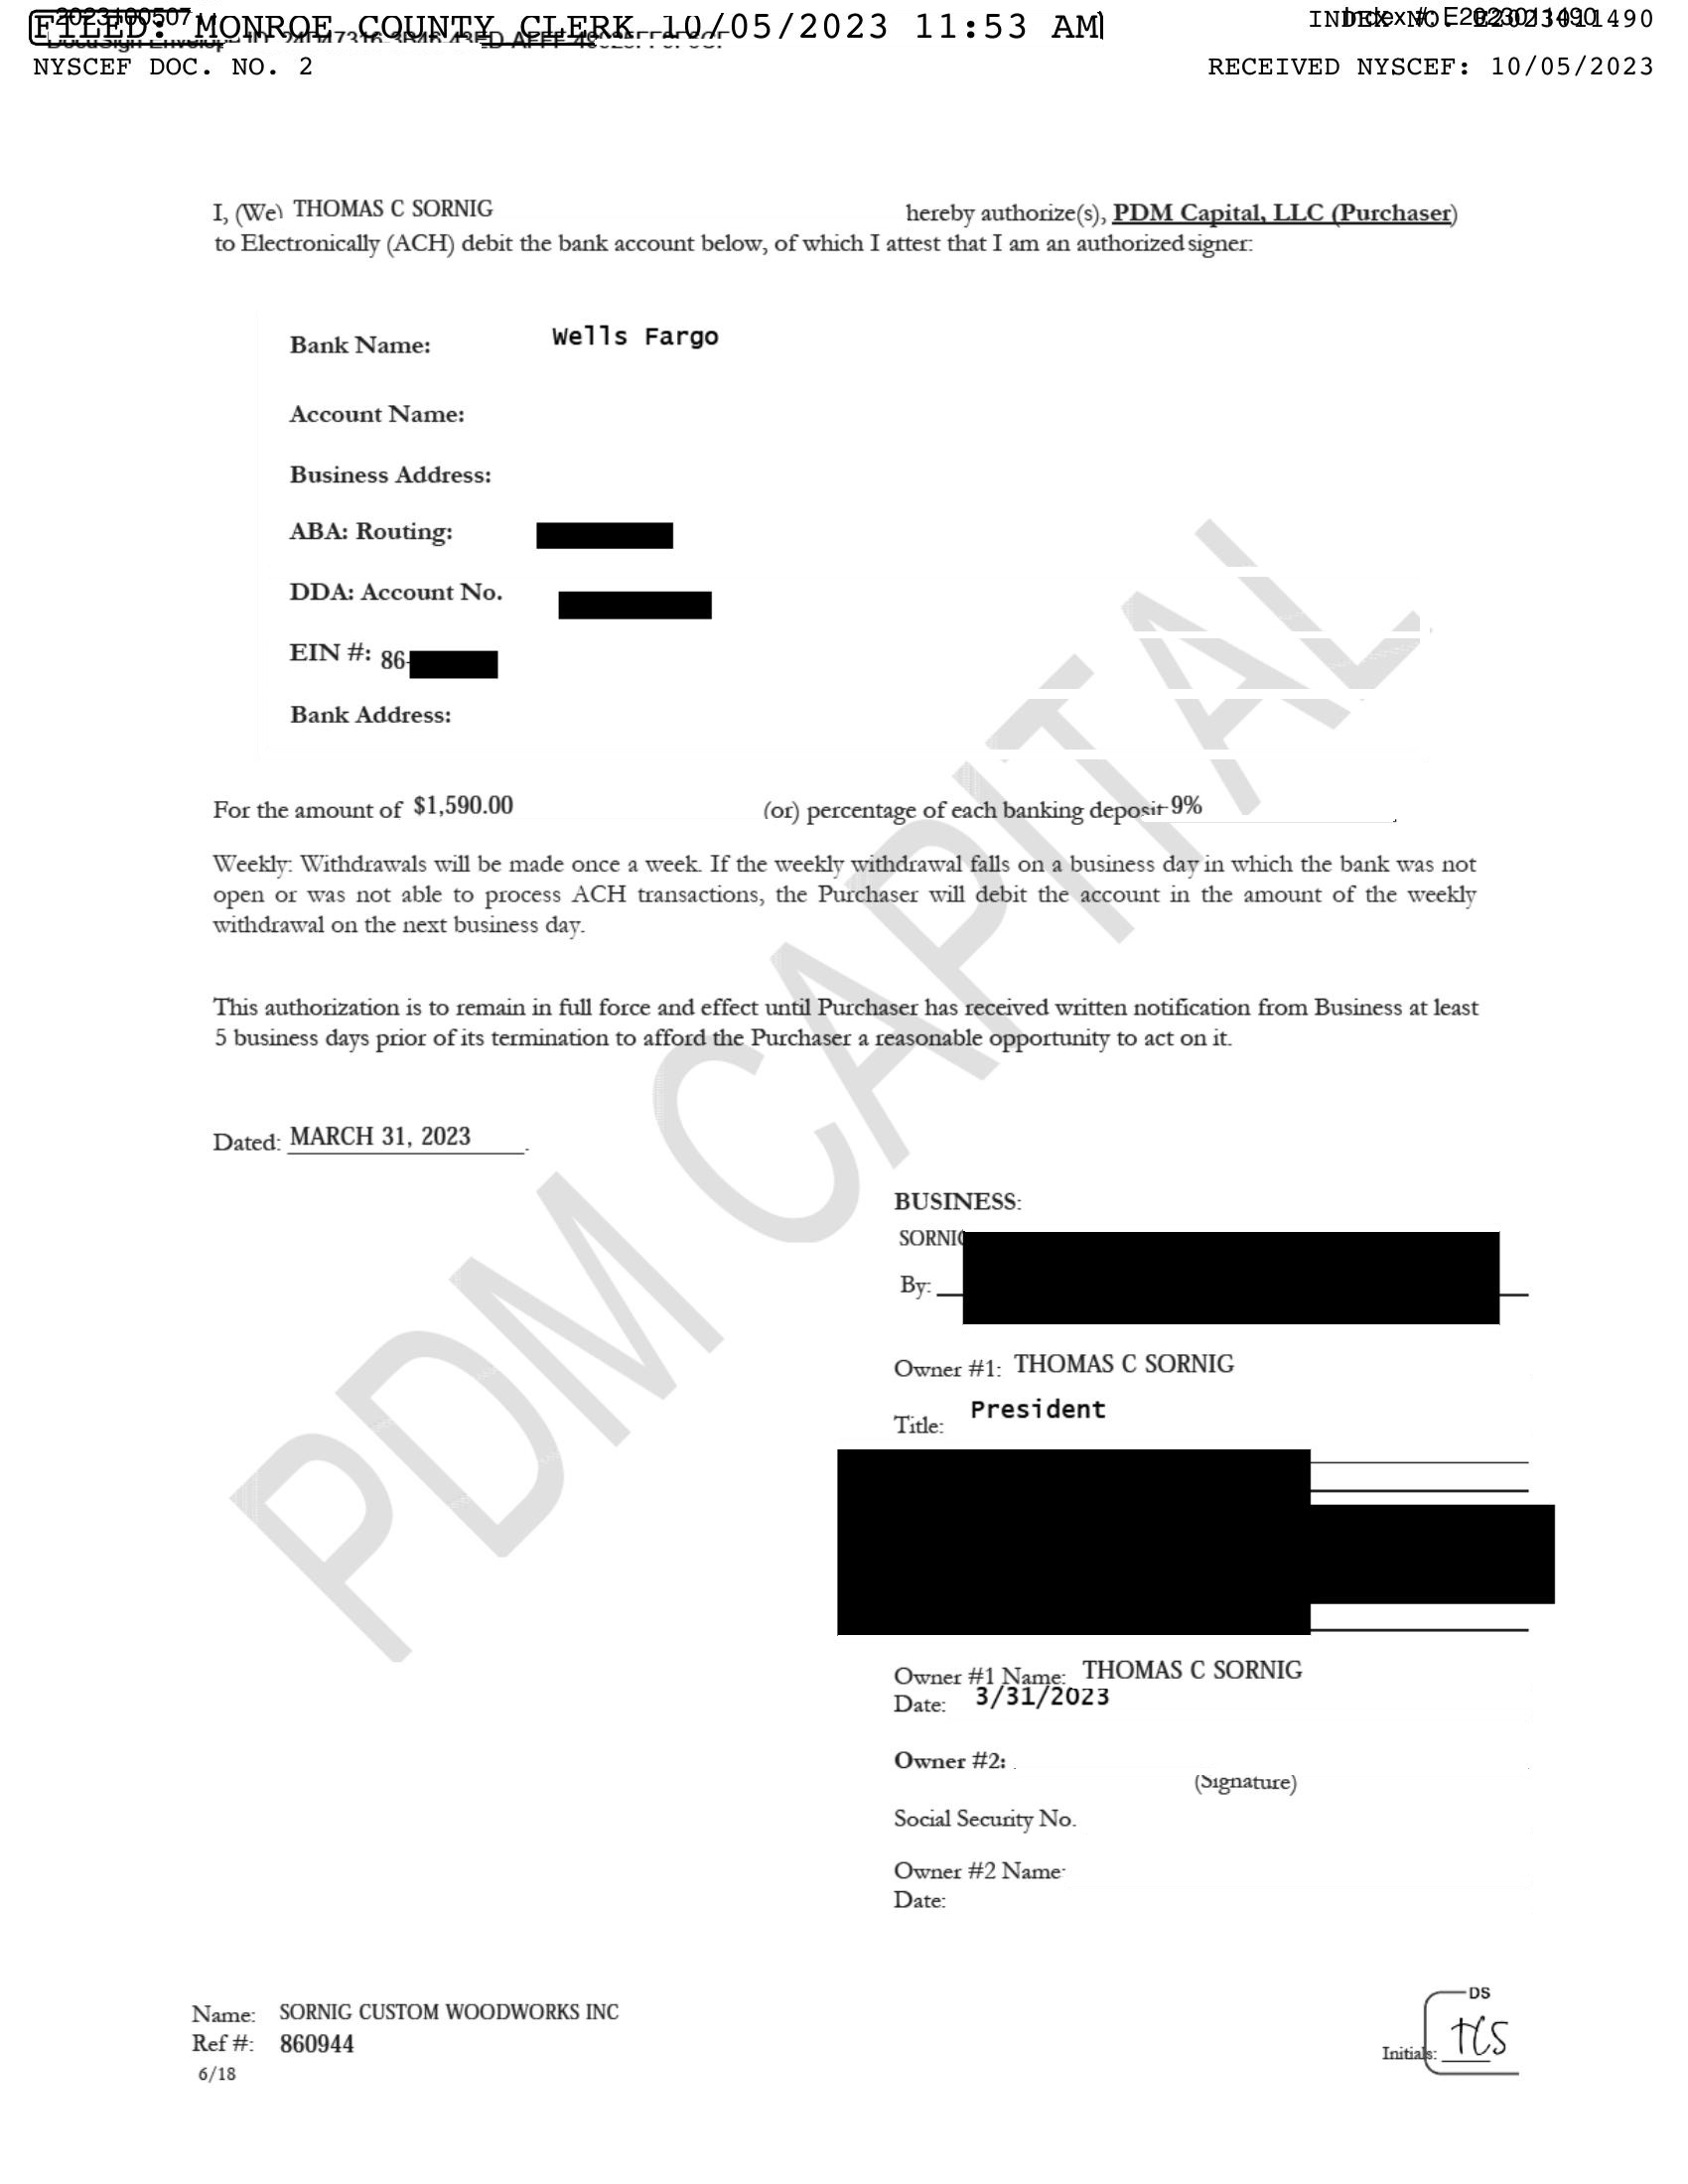 FILED: MONROE COUNTY CLERK 10/05/2023 11:53 AM
202310050
INDEX NO. E2023011490
Index #: E2023011490
NYSCEF DOC. NO. 2
RECEIVED NYSCEF: 10/05/2023
I, (We) THOMAS C SORNIG hereby authorize(s), PDM Capital, LLC (Purchaser)
to Electronically (ACH) debit the bank account below, of which I attest that I am an authorized signer:
Bank Name: Wells Fargo
Account Name:
Business Address:
ABA: Routing:
DDA: Account No.
EIN #: 86-
Bank Address:
For the amount of $1,590.00 (or) percentage of each banking deposit 9%
Weekly: Withdrawals will be made once a week. If the weekly withdrawal falls on a business day in which the bank was not
open or was not able to process ACH transactions, the Purchaser will debit the account in the amount of the weekly
withdrawal on the next business day.
This authorization is to remain in full force and effect until Purchaser has received written notification from Business at least
5 business days prior of its termination to afford the Purchaser a reasonable opportunity to act on it.
Dated: MARCH 31, 2023.
PDM CAPITAL
BUSINESS:
SORNIG
By:
Owner #1: THOMAS C SORNIG
Title: President
Owner #1 Name: THOMAS C SORNIG
Date: 3/31/2023
Owner #2:
(Signature)
Social Security No.
Owner #2 Name:
Date:
Name: SORNIG CUSTOM WOODWORKS INC
Ref #: 860944
6/18
DS
Initials: TCS